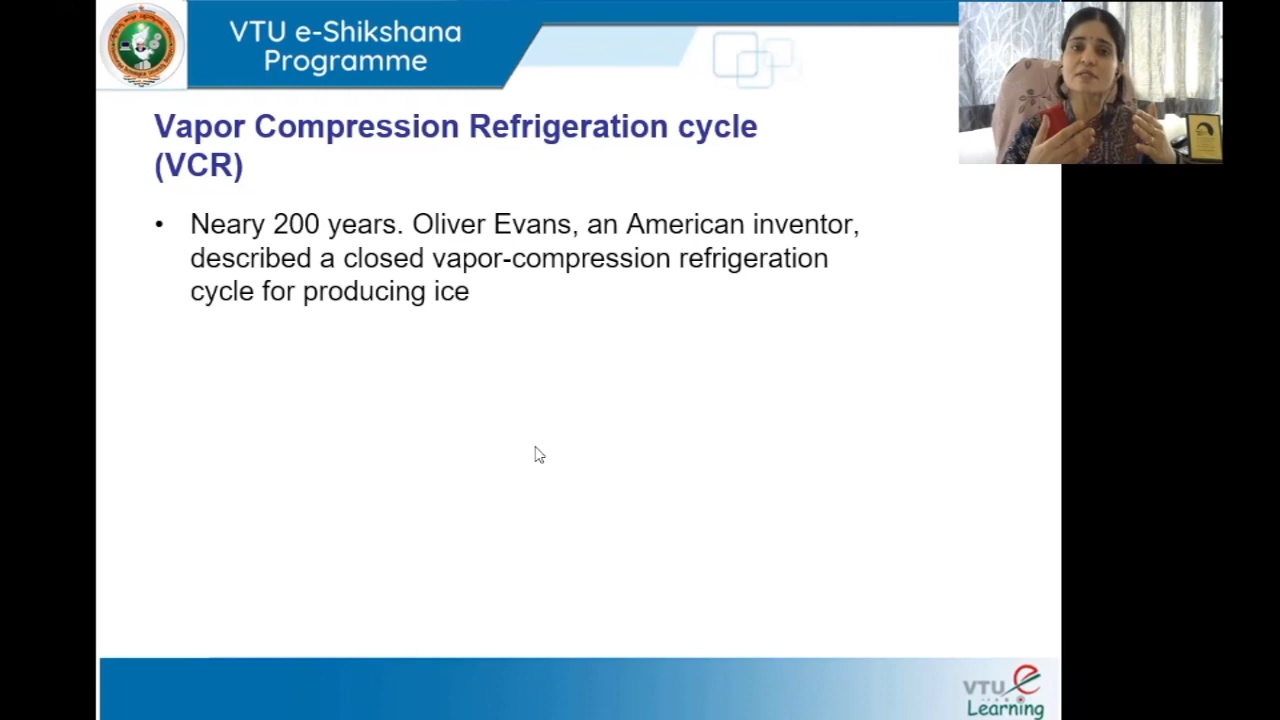 VTU e-Shikshana
Programme
Vapor Compression Refrigeration cycle
(VCR)
• Neary 200 years. Oliver Evans, an American inventor,
described a closed vapor-compression refrigeration
cycle for producing ice
VTU e
Learning